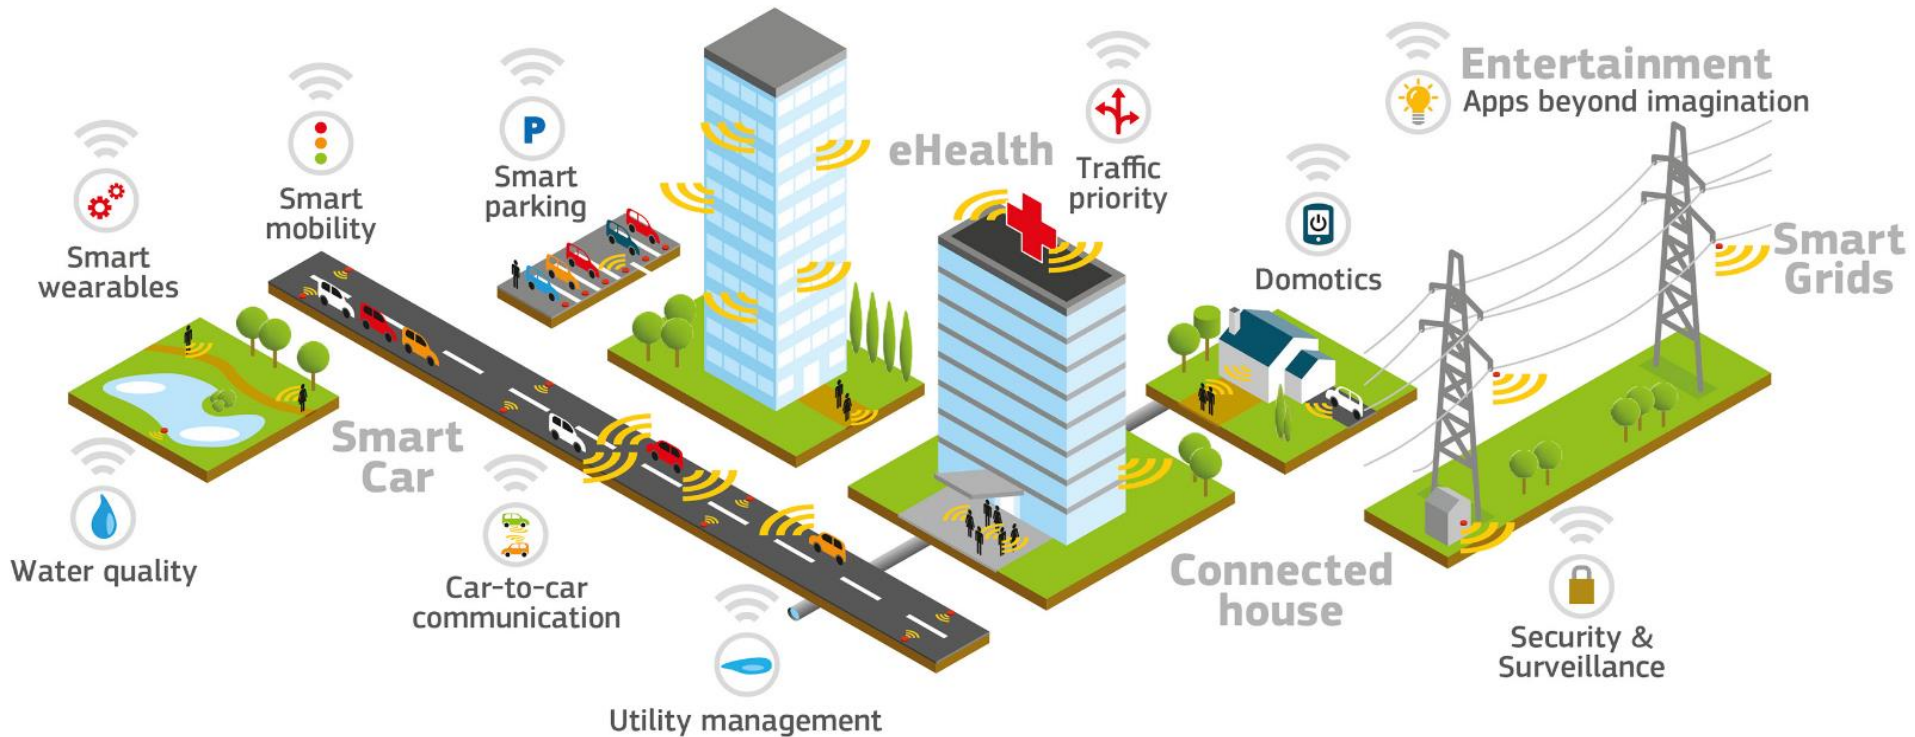 Entertainment
Apps beyond imagination
eHealth
Traffic
priority
P
Smart
parking
Smart
mobility
Smart
wearables
Domotics
Smart
Grids
Smart
Car
Water quality
Car-to-car
communication
Connected
house
Security &
Surveillance
Utility management